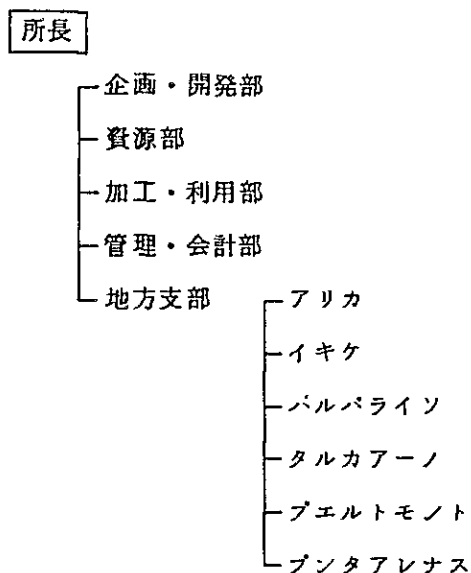 所長
企画・開発部
資源部
加工・利用部
管理・会計部
地方支部
アリカ
イキケ
バルパライソ
タルカアーノ
プエルトモノト
プンタアレナス